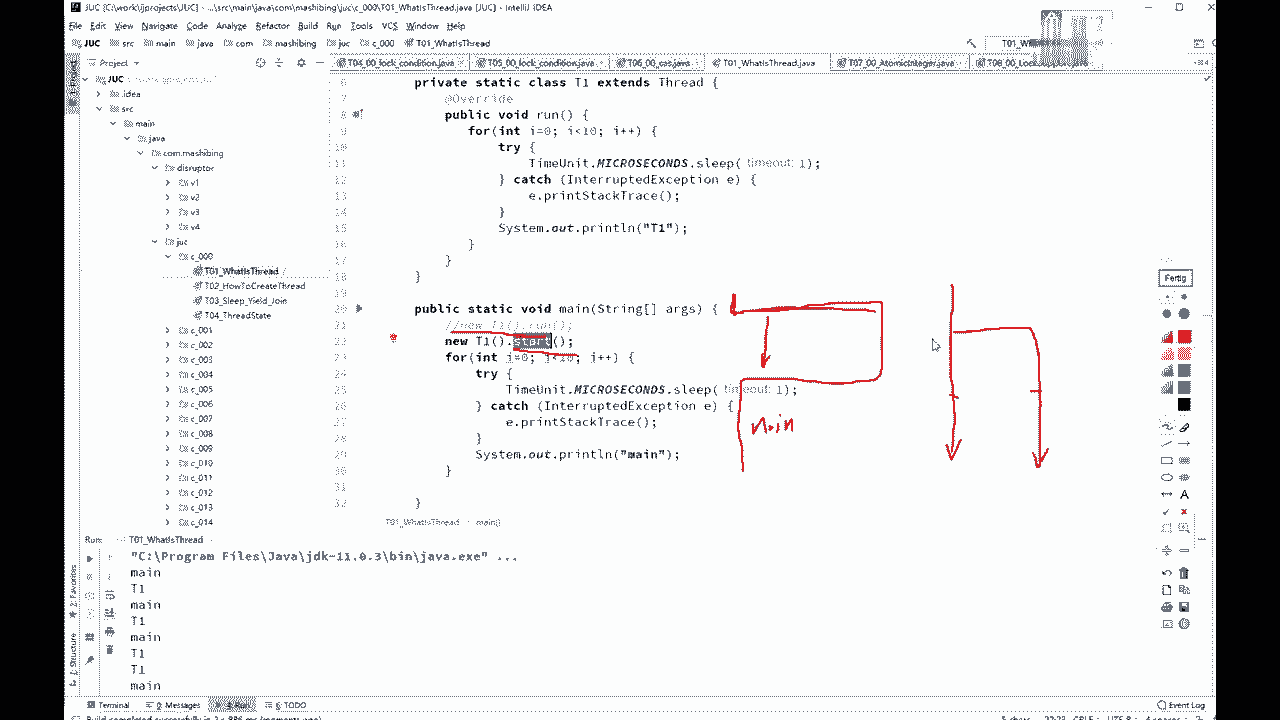 JUC [C:\work\ijprojects\JUC] - ...\src\main\java\com\mashibing\juc\c_000\T01_WhatIsThread.java [JUC] - IntelliJ IDEA
File Edit View Navigate Code Analyze Refactor Build Run Tools VCS Window Help
JUC src main java com mashibing juc c_000 T01_WhatIsThread
Project
T04_00_lock_condition.java T05_00_lock_condition.java T06_00_cas.java T01_WhatIsThread.java T07_00_AtomicInteger.java T08_00_Lock.java
JUC
.idea
src
main
java
com.mashibing
disruptor
v1
v2
v3
v4
juc
c_000
T01_WhatIsThread
T02_HowToCreateThread
T03_Sleep_Yield_Join
T04_ThreadState
c_001
c_002
c_003
c_004
c_005
c_006
c_007
c_008
c_009
c_010
c_011
c_012
c_013
c_014
6 private static class T1 extends Thread {
7 @Override
8 public void run() {
9 for(int i=0; i<10; i++) {
10 try {
11 TimeUnit.MICROSECONDS.sleep( timeout: 1);
12 } catch (InterruptedException e) {
13 e.printStackTrace();
14 }
15 System.out.println("T1");
16 }
17 }
18 }
19
20 public static void main(String[] args) {
21 //new T1().run();
22 new T1().start();
23 for(int i=0; i<10; i++) {
24 try {
25 TimeUnit.MICROSECONDS.sleep( timeout: 1);
26 } catch (InterruptedException e) {
27 e.printStackTrace();
28 }
29 System.out.println("main");
30 }
31
32 }
main
Fertig
T01_WhatIsThread main()
Run: T01_WhatIsThread
"C:\Program Files\Java\jdk-11.0.3\bin\java.exe" ...
main
T1
main
T1
main
T1
T1
main
2: Favorites
Z: Structure
Terminal 0: Messages 6: TODO
Event Log